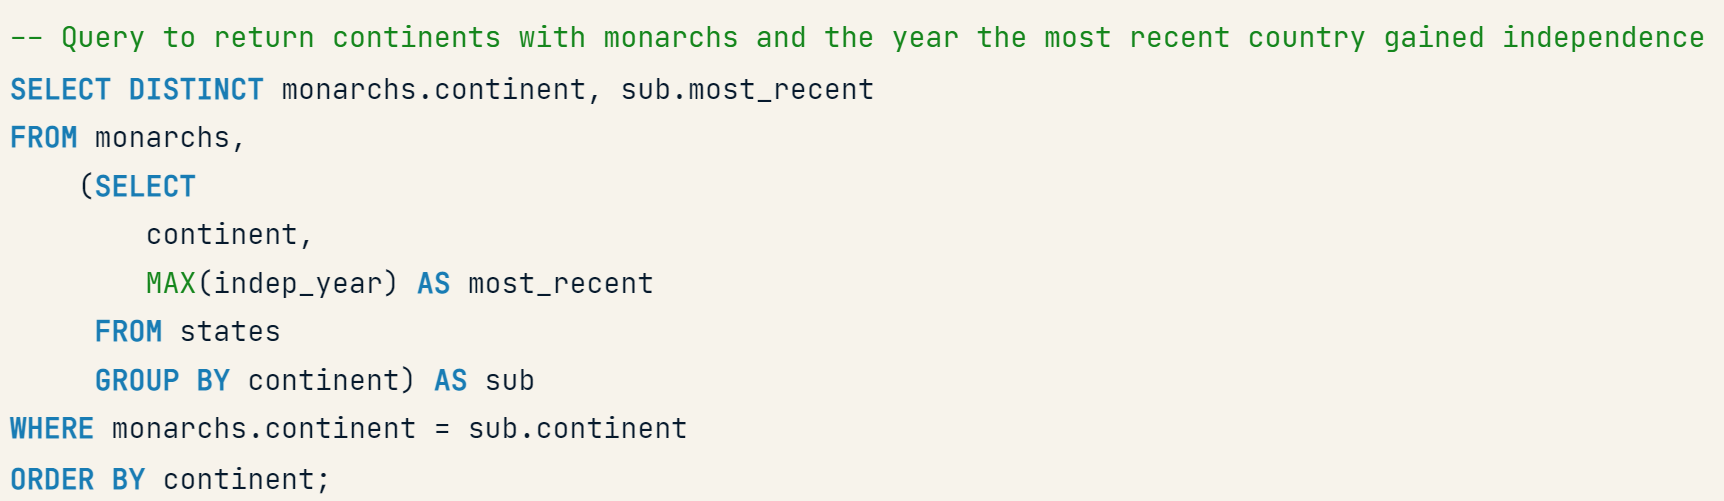 -- Query to return continents with monarchs and the year the most recent country gained independence
SELECT DISTINCT monarchs.continent, sub.most_recent
FROM monarchs,
    (SELECT
        continent,
        MAX(indep_year) AS most_recent
     FROM states
     GROUP BY continent) AS sub
WHERE monarchs.continent = sub.continent
ORDER BY continent;